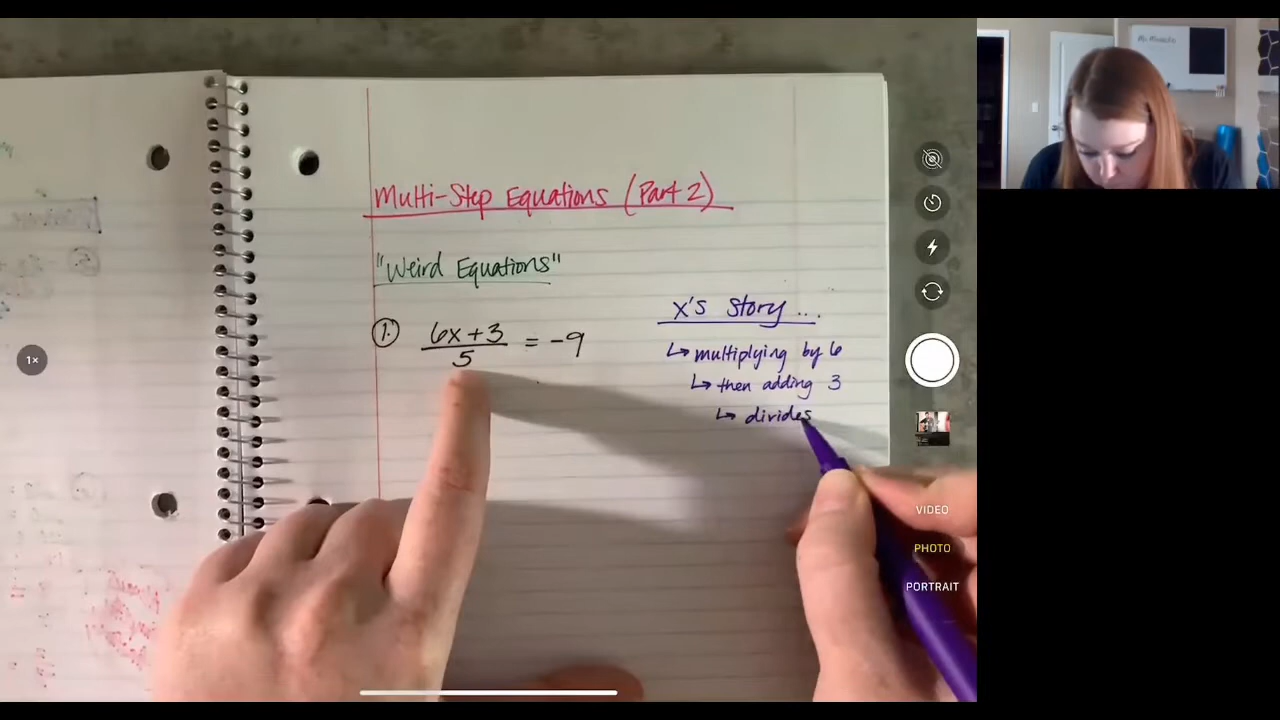 Multi-Step Equations (Part 2)
"Weird Equations"
1. 6x+3
5
= -9
x's story...
↳ multiplying by 6
↳ then adding 3
↳ divides
1×
VIDEO
PHOTO
PORTRAIT